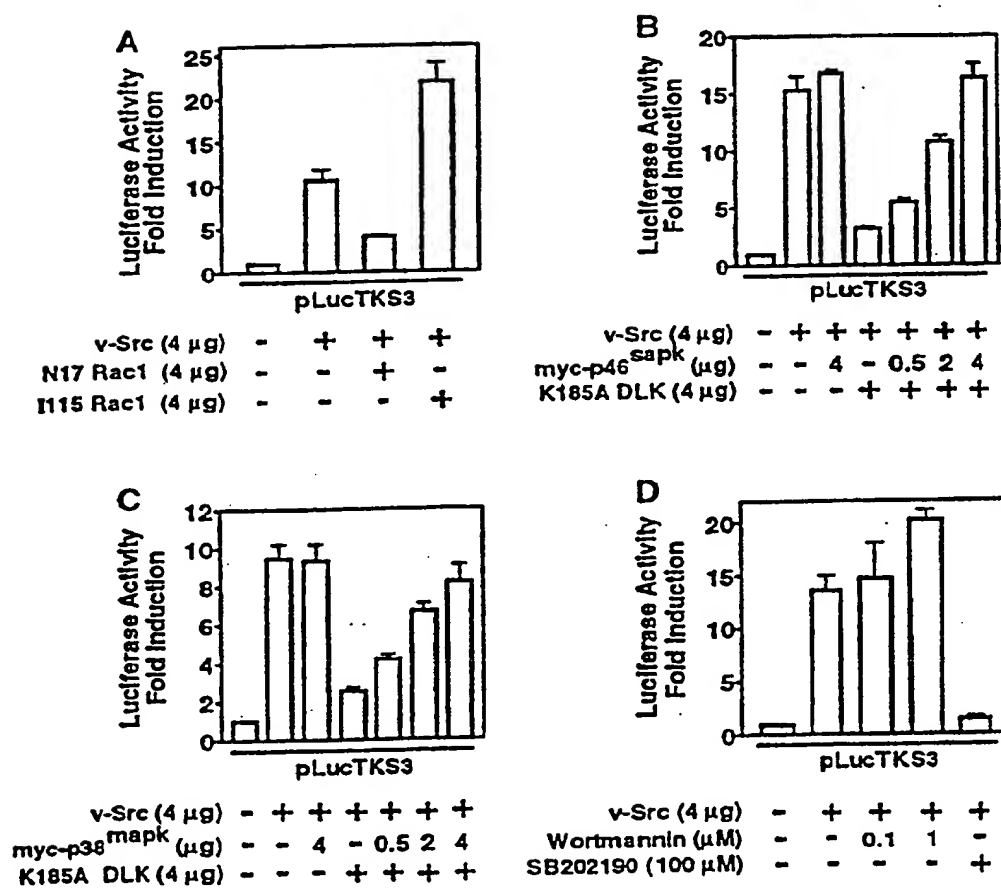 A
Luciferase Activity
Fold Induction
25
20
15
10
5
0
pLucTKS3
v-Src (4 μg) - + + +
N17 Rac1 (4 μg) - - + -
I115 Rac1 (4 μg) - - - +
B
Luciferase Activity
Fold Induction
20
15
10
5
0
pLucTKS3
v-Src (4 μg) - + + + + + +
myc-p46sapk (μg) - - 4 - 0.5 2 4
K185A DLK (4 μg) - - - + + + +
C
Luciferase Activity
Fold Induction
12
10
8
6
4
2
0
pLucTKS3
v-Src (4 μg) - + + + + + +
myc-p38mapk (μg) - - 4 - 0.5 2 4
K185A DLK (4 μg) - - - + + + +
D
Luciferase Activity
Fold Induction
20
15
10
5
0
pLucTKS3
v-Src (4 μg) - + + + -
Wortmannin (μM) - - 0.1 1 -
SB202190 (100 μM) - - - - +